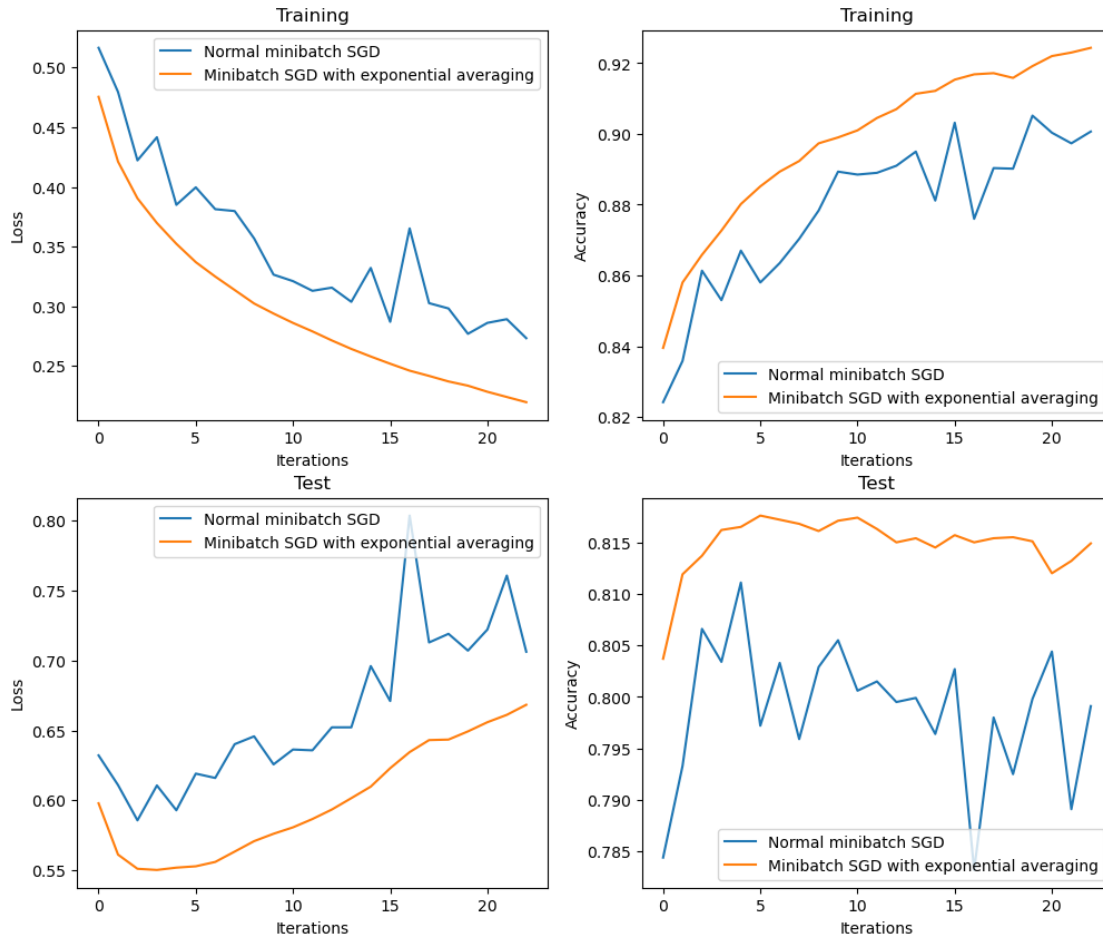 Training
0.50
0.45
0.40
0.35
0.30
0.25
Loss
0 5 10 15 20
Iterations
Normal minibatch SGD
Minibatch SGD with exponential averaging
Training
0.92
0.90
0.88
0.86
0.84
0.82
Accuracy
0 5 10 15 20
Iterations
Normal minibatch SGD
Minibatch SGD with exponential averaging
Test
0.80
0.75
0.70
0.65
0.60
0.55
Loss
0 5 10 15 20
Iterations
Normal minibatch SGD
Minibatch SGD with exponential averaging
Test
0.815
0.810
0.805
0.800
0.795
0.790
0.785
Accuracy
0 5 10 15 20
Iterations
Normal minibatch SGD
Minibatch SGD with exponential averaging